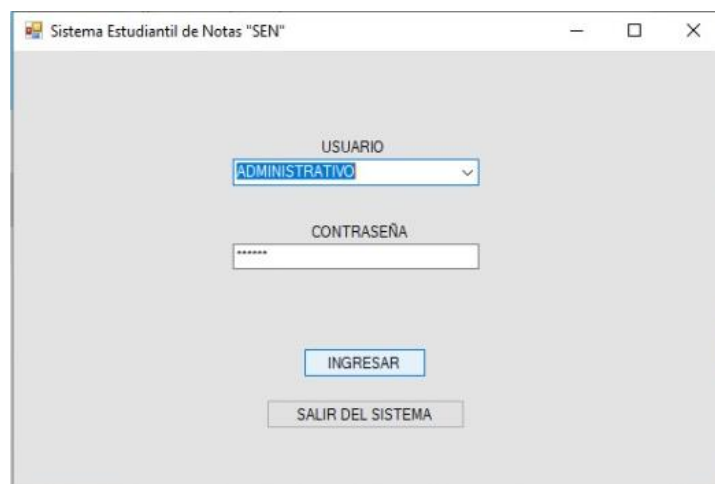 Sistema Estudiantil de Notas "SEN"
USUARIO
ADMINISTRATIVO
CONTRASEÑA
******
INGRESAR
SALIR DEL SISTEMA